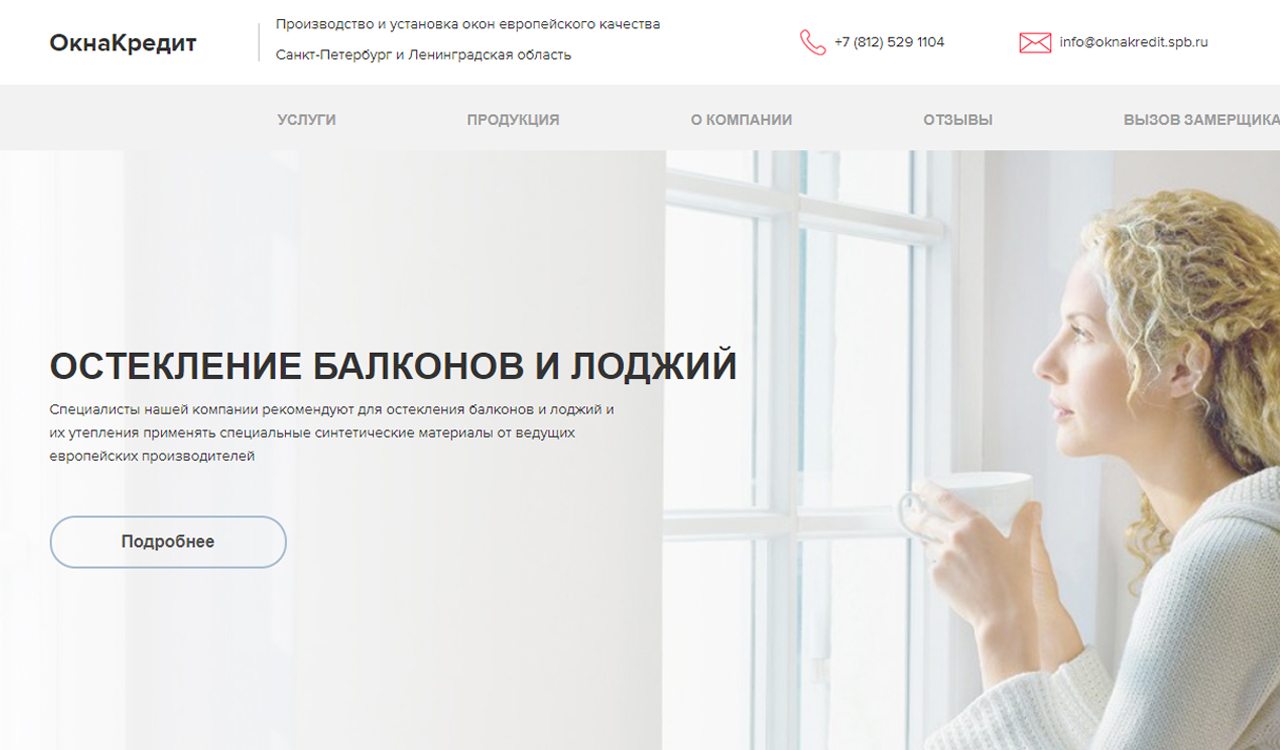 ОкнаКредит
Производство и установка окон европейского качества
Санкт-Петербург и Ленинградская область
+7 (812) 529 1104
info@oknakredit.spb.ru
УСЛУГИ
ПРОДУКЦИЯ
О КОМПАНИИ
ОТЗЫВЫ
ВЫЗОВ ЗАМЕРЩИКА
ОСТЕКЛЕНИЕ БАЛКОНОВ И ЛОДЖИЙ
Специалисты нашей компании рекомендуют для остекления балконов и лоджий и
их утепления применять специальные синтетические материалы от ведущих
европейских производителей
Подробнее